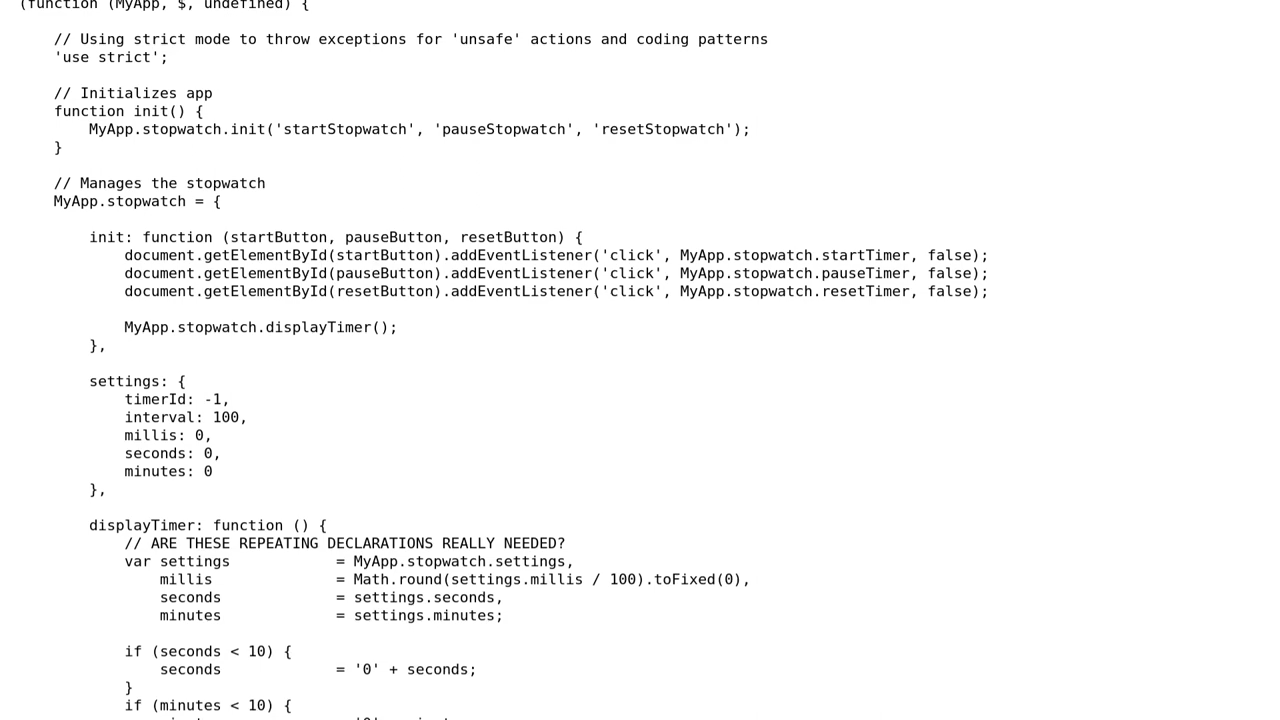 (function (MyApp, $, undefined) {

    // Using strict mode to throw exceptions for 'unsafe' actions and coding patterns
    'use strict';

    // Initializes app
    function init() {
        MyApp.stopwatch.init('startStopwatch', 'pauseStopwatch', 'resetStopwatch');
    }

    // Manages the stopwatch
    MyApp.stopwatch = {

        init: function (startButton, pauseButton, resetButton) {
            document.getElementById(startButton).addEventListener('click', MyApp.stopwatch.startTimer, false);
            document.getElementById(pauseButton).addEventListener('click', MyApp.stopwatch.pauseTimer, false);
            document.getElementById(resetButton).addEventListener('click', MyApp.stopwatch.resetTimer, false);

            MyApp.stopwatch.displayTimer();
        },

        settings: {
            timerId: -1,
            interval: 100,
            millis: 0,
            seconds: 0,
            minutes: 0
        },

        displayTimer: function () {
            // ARE THESE REPEATING DECLARATIONS REALLY NEEDED?
            var settings            = MyApp.stopwatch.settings,
                millis              = Math.round(settings.millis / 100).toFixed(0),
                seconds             = settings.seconds,
                minutes             = settings.minutes;

            if (seconds < 10) {
                seconds             = '0' + seconds;
            }
            if (minutes < 10) {